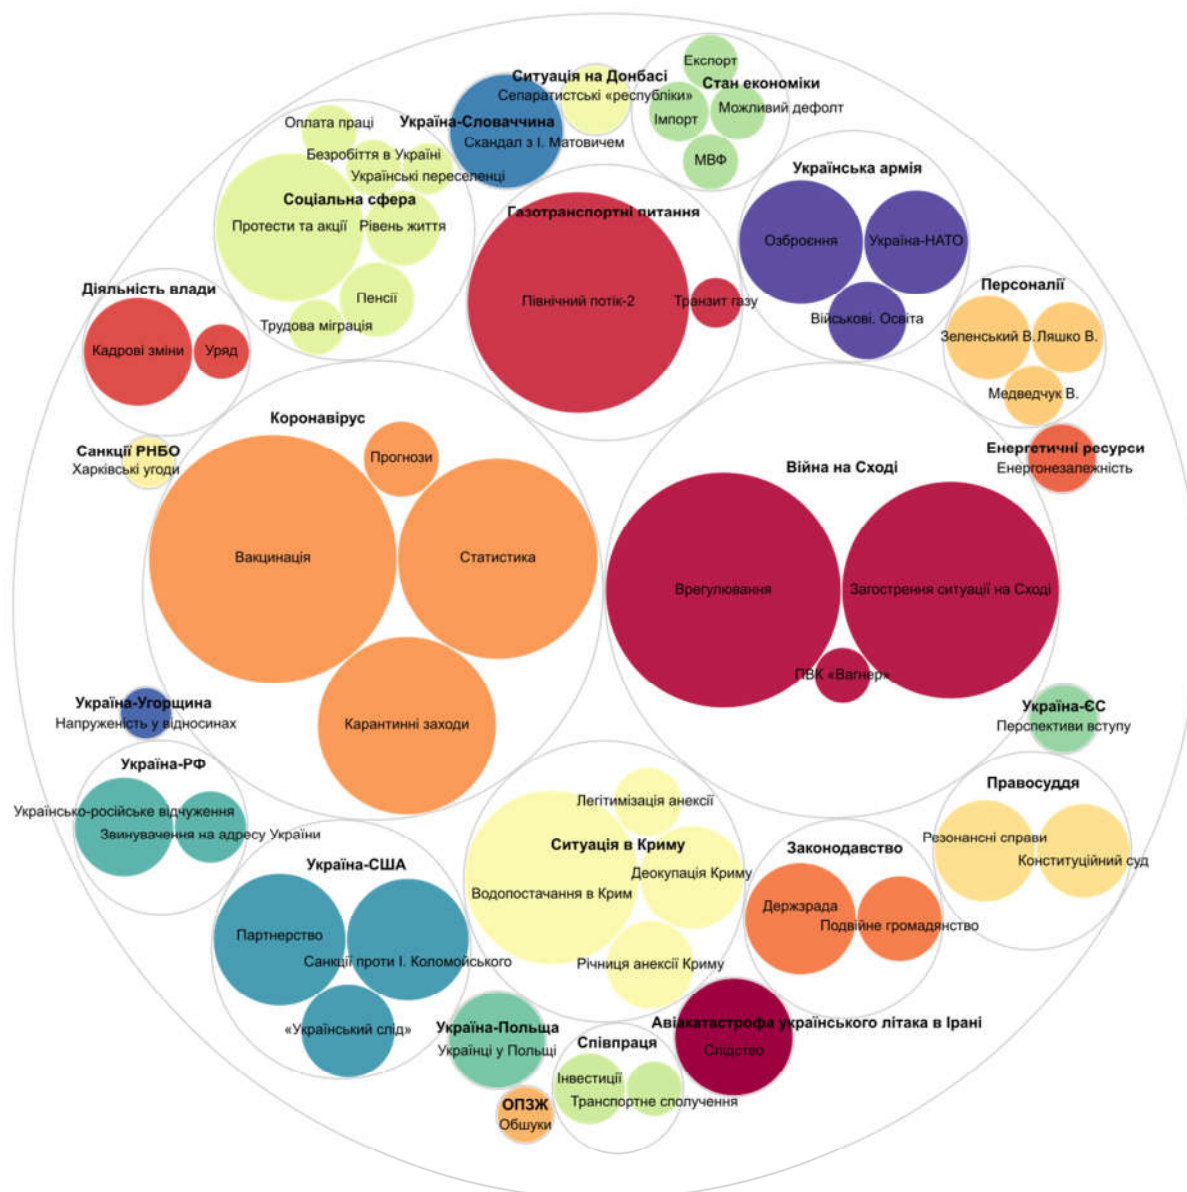 Експорт
Ситуація на Донбасі
Стан економіки
Сепаратистські «республіки»
Можливий дефолт
Імпорт
МВФ
Україна-Словаччина
Скандал з І. Матовичем
Оплата праці
Безробіття в Україні
Українські переселенці
Соціальна сфера
Протести та акції
Рівень життя
Пенсії
Трудова міграція
Газотранспортні питання
Північний потік-2
Транзит газу
Українська армія
Озброєння
Україна-НАТО
Військові. Освіта
Діяльність влади
Кадрові зміни
Уряд
Персоналії
Зеленський В.
Ляшко В.
Медведчук В.
Санкції РНБО
Харківські угоди
Коронавірус
Прогнози
Вакцинація
Статистика
Карантинні заходи
Війна на Сході
Врегулювання
Загострення ситуації на Сході
ПВК «Вагнер»
Енергетичні ресурси
Енергонезалежність
Україна-Угорщина
Напруженість у відносинах
Україна-ЄС
Перспективи вступу
Україна-РФ
Українсько-російське відчуження
Звинувачення на адресу України
Правосуддя
Резонансні справи
Конституційний суд
Україна-США
Партнерство
Санкції проти І. Коломойського
«Український слід»
Легітимізація анексії
Ситуація в Криму
Деокупація Криму
Водопостачання в Крим
Річниця анексії Криму
Законодавство
Держзрада
Подвійне громадянство
Україна-Польща
Українці у Польщі
Співпраця
Інвестиції
Транспортне сполучення
Авіакатастрофа українського літака в Ірані
Слідство
ОПЗЖ
Обшуки